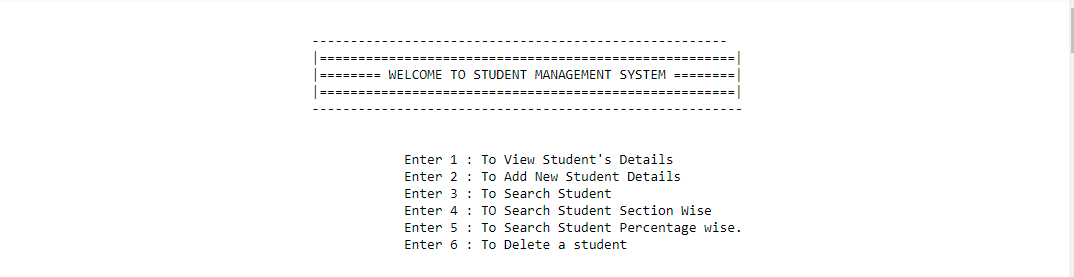 ------------------------------------------------------
|======================================================|
|======== WELCOME TO STUDENT MANAGEMENT SYSTEM ========|
|======================================================|
--------------------------------------------------------
Enter 1 : To View Student's Details
Enter 2 : To Add New Student Details
Enter 3 : To Search Student
Enter 4 : TO Search Student Section Wise
Enter 5 : To Search Student Percentage wise.
Enter 6 : To Delete a student